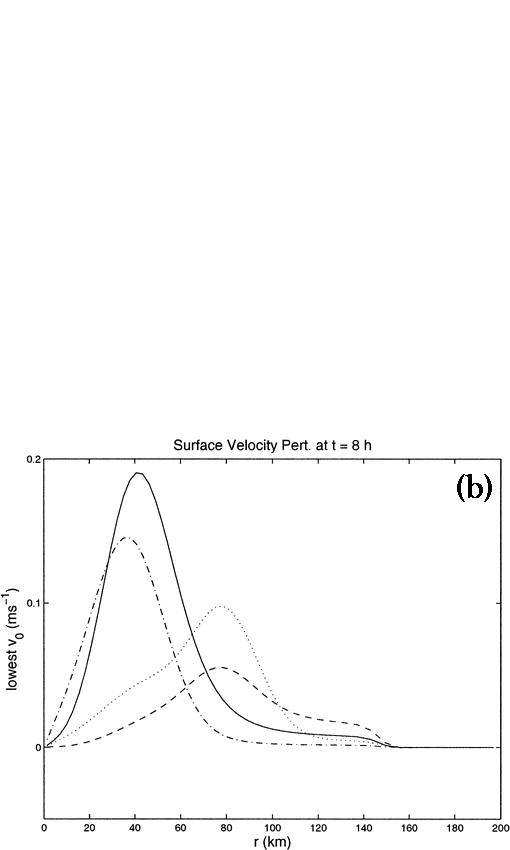 Surface Velocity Pert. at t = 8 h
(b)
0.2
0.1
0
lowest v0 (ms−1)
0 20 40 60 80 100 120 140 160 180 200
r (km)